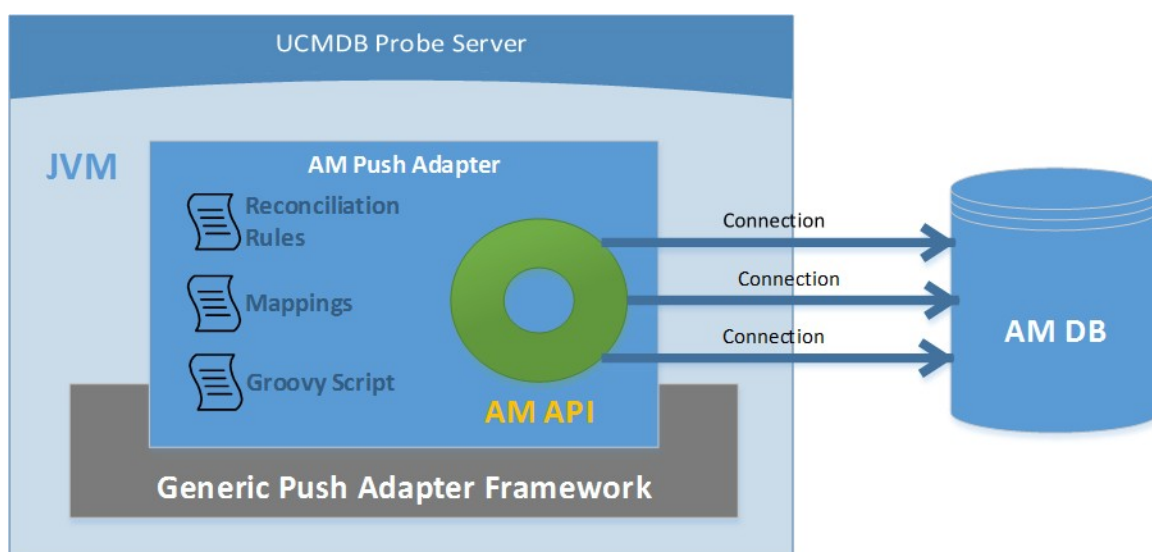 UCMDB Probe Server
JVM
AM Push Adapter
Reconciliation
Rules
Mappings
Groovy Script
AM API
Generic Push Adapter Framework
Connection
Connection
Connection
AM DB